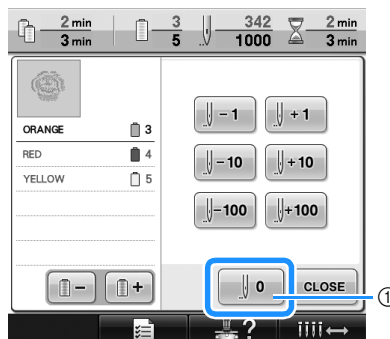 2 min 3 342 2 min
3 min 5 1000 3 min
ORANGE 3
RED 4
YELLOW 5
-1 +1
-10 +10
-100 +100
- + 0 CLOSE
①
?